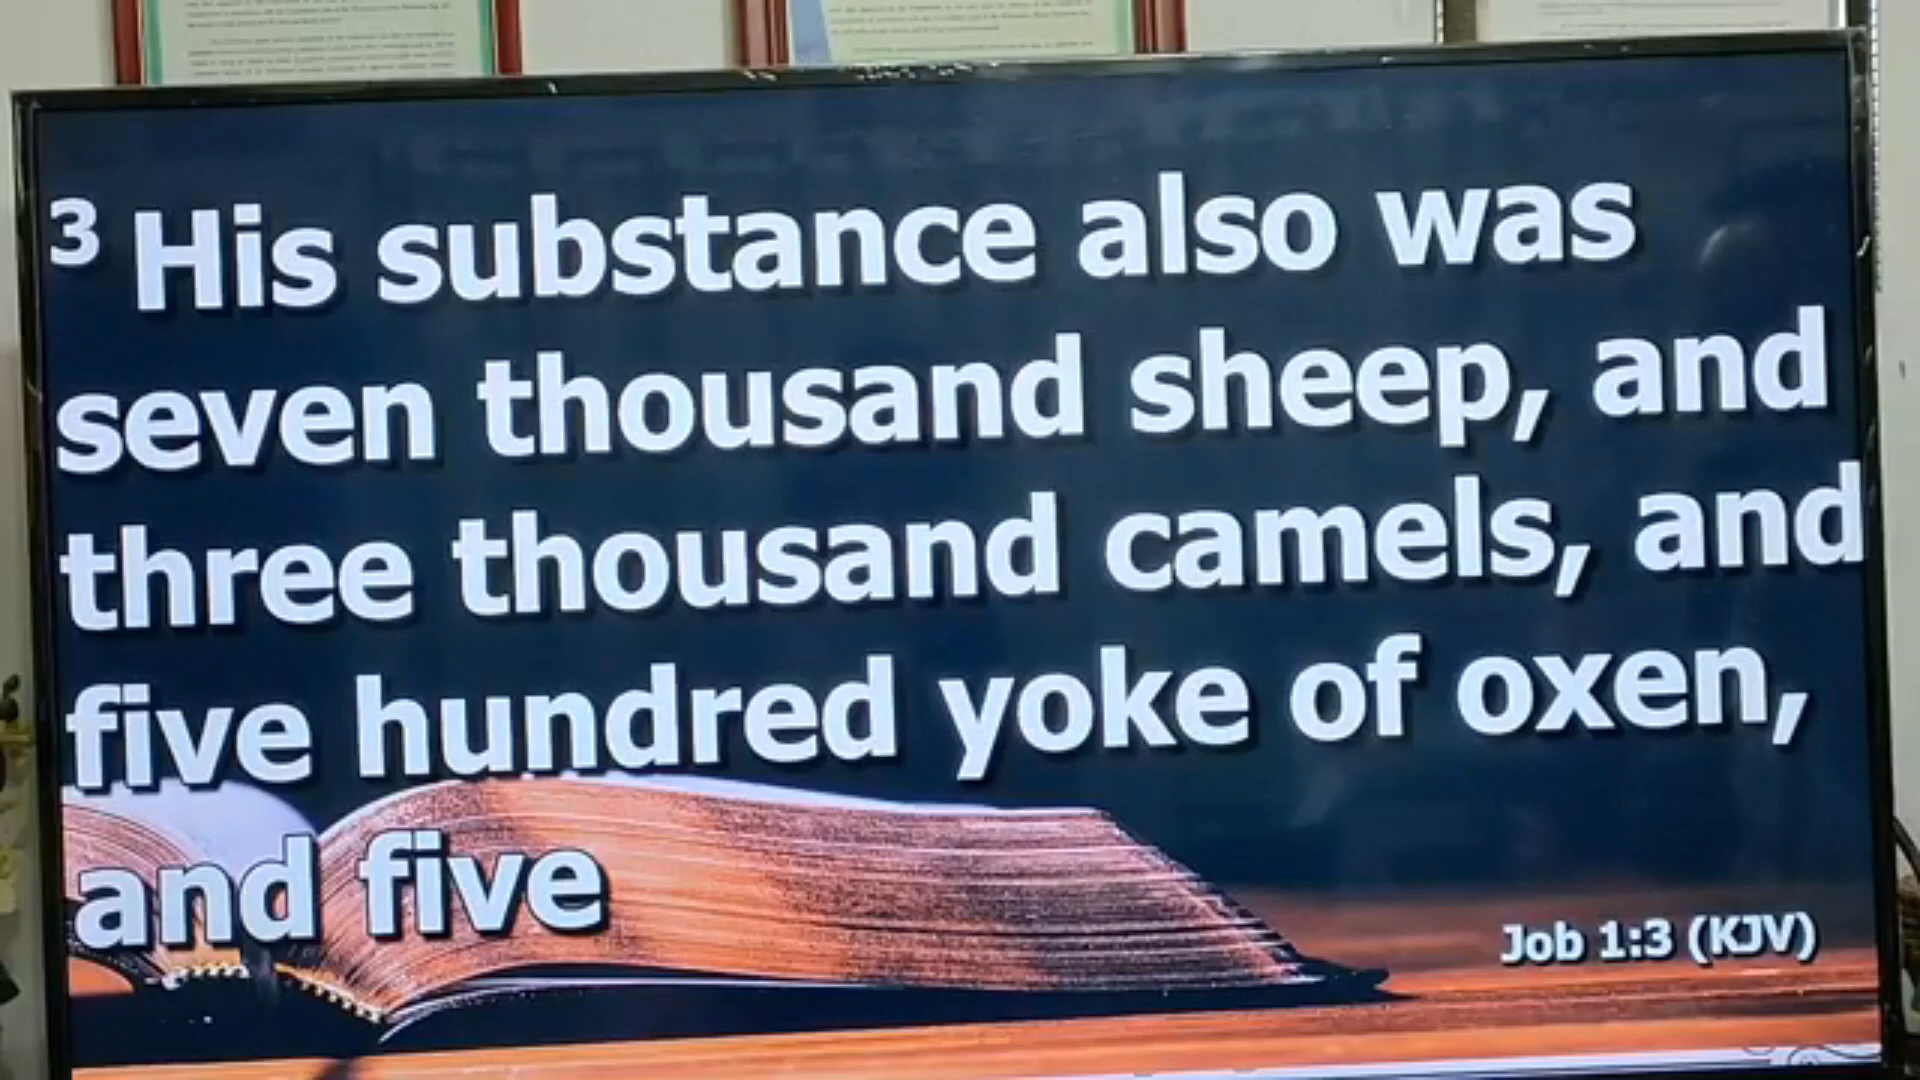 3 His substance also was
seven thousand sheep, and
three thousand camels, and
five hundred yoke of oxen,
and five
Job 1:3 (KJV)